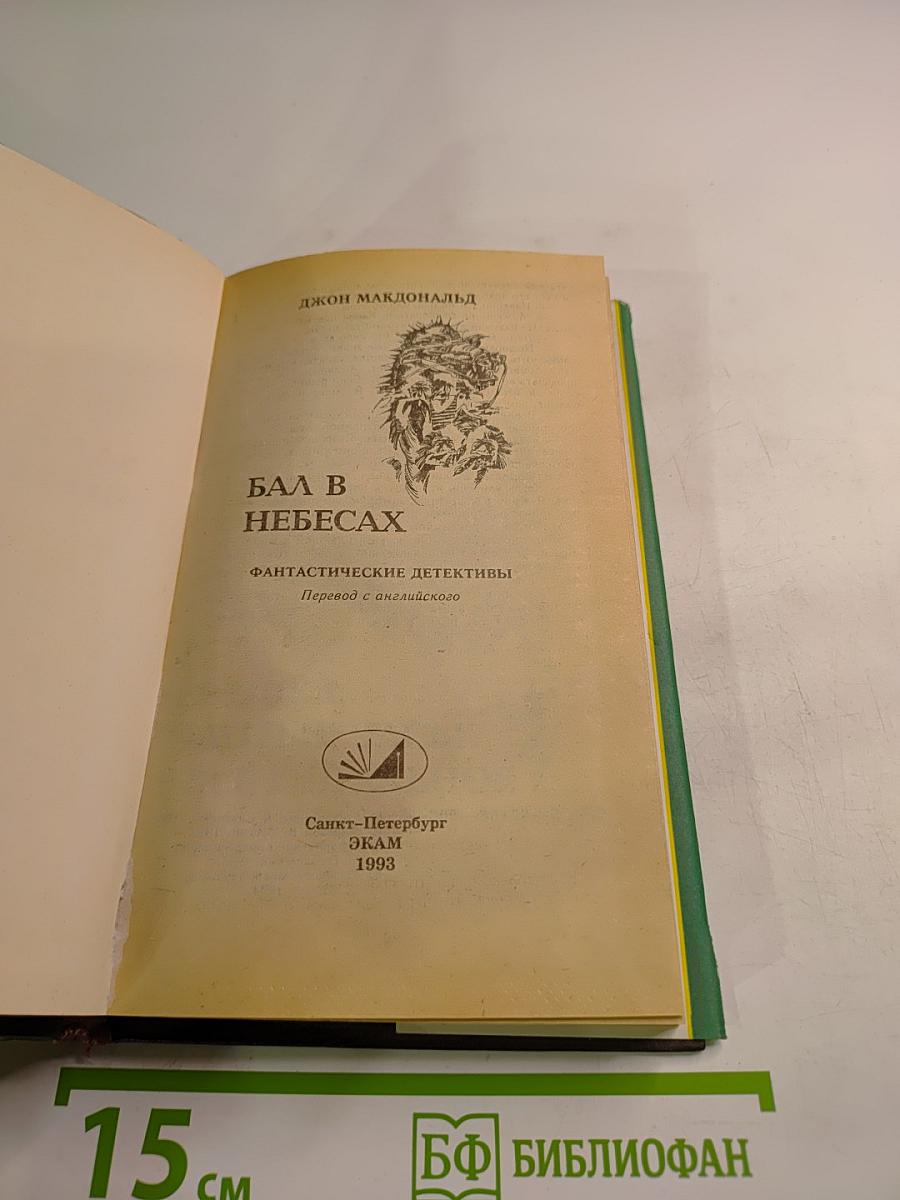 ДЖОН МАКДОНАЛЬД
БАЛ В
НЕБЕСАХ
ФАНТАСТИЧЕСКИЕ ДЕТЕКТИВЫ
Перевод с английского
Санкт-Петербург
ЭКАМ
1993
15 см
БФ БИБЛИОФАН